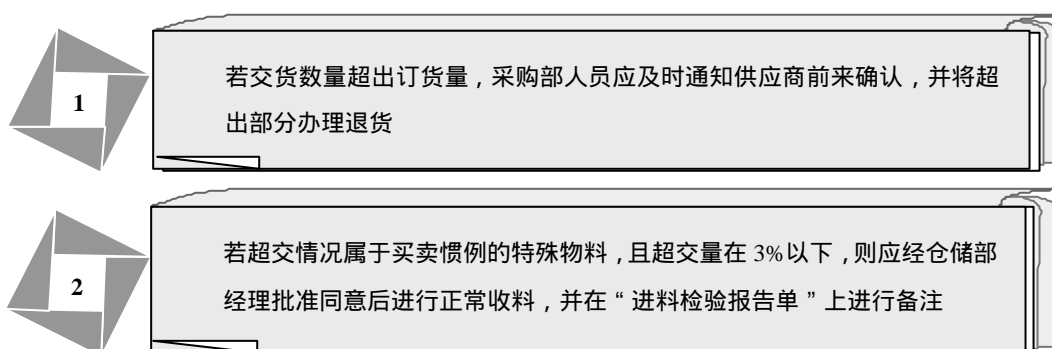 1
若交货数量超出订货量，采购部人员应及时通知供应商前来确认，并将超
出部分办理退货
2
若超交情况属于买卖惯例的特殊物料，且超交量在 3%以下，则应经仓储部
经理批准同意后进行正常收料，并在“进料检验报告单”上进行备注